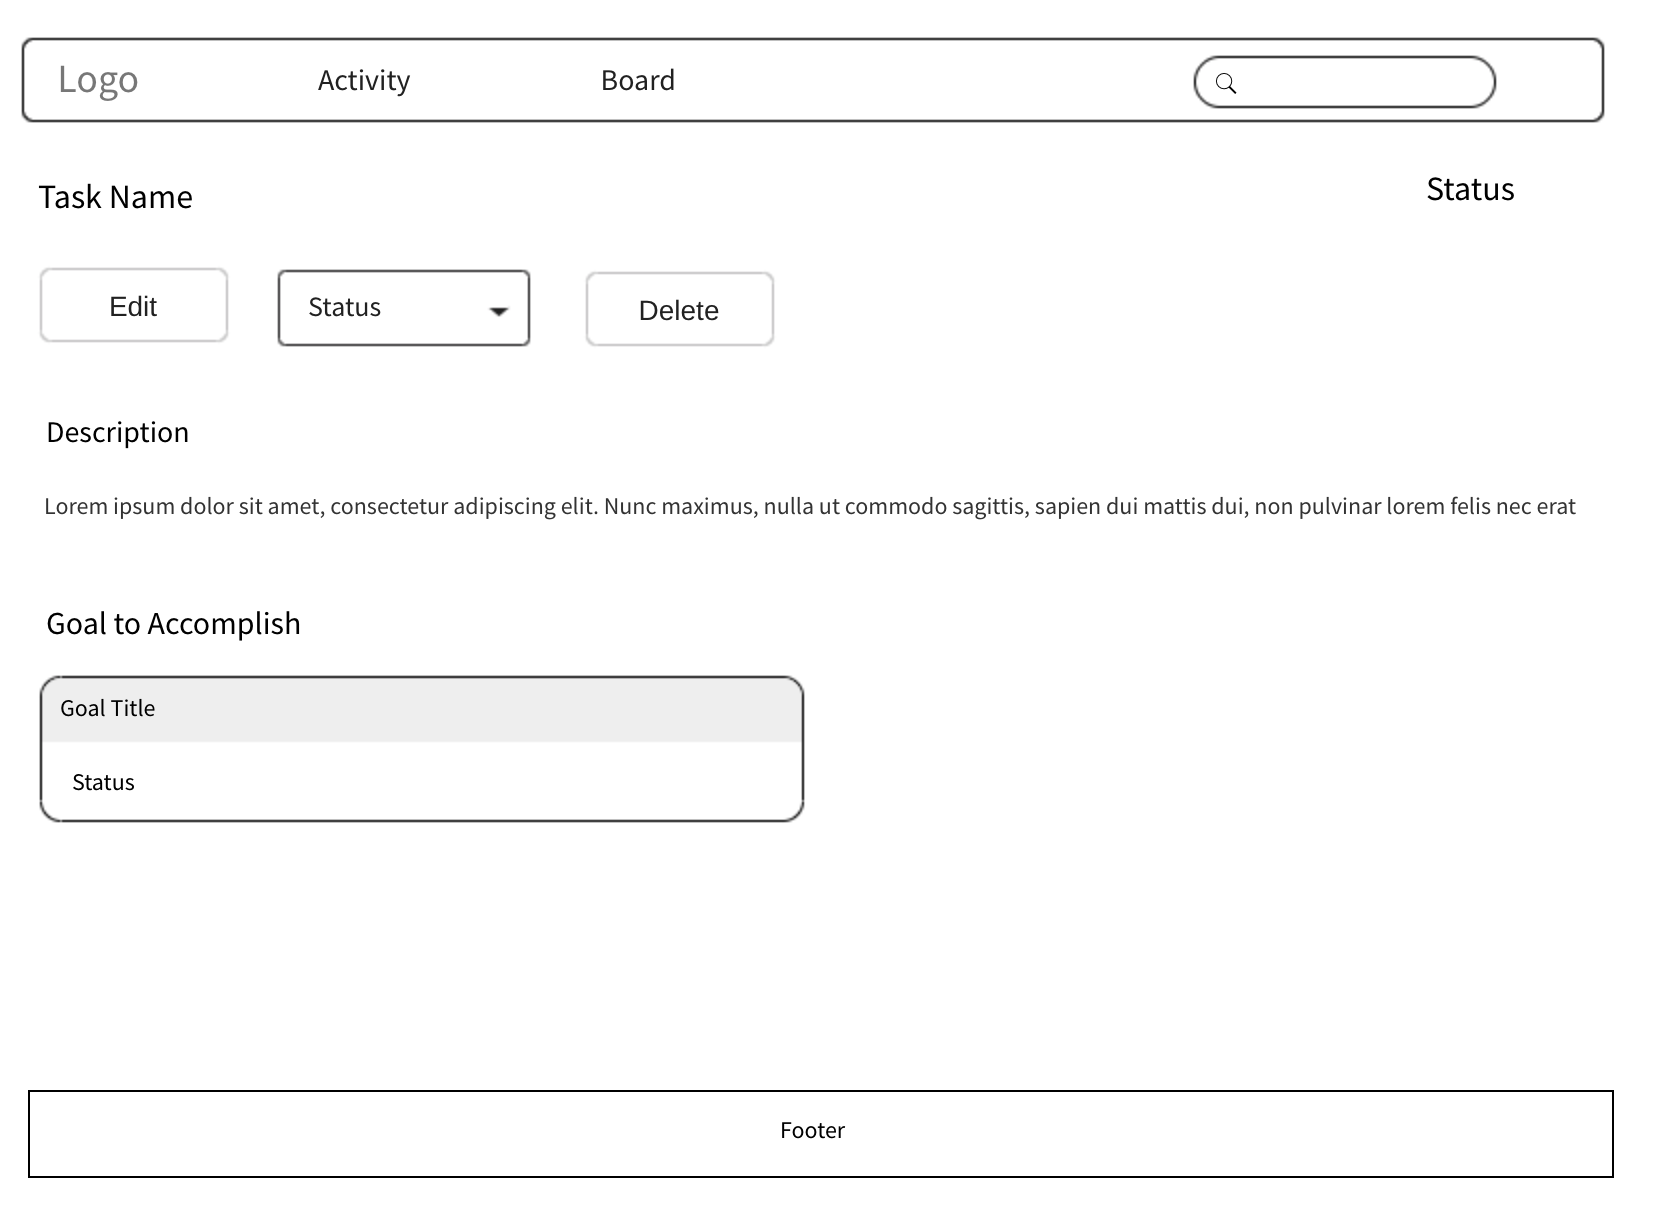 Logo
Activity
Board
Task Name
Status
Edit
Status
Delete
Description
Lorem ipsum dolor sit amet, consectetur adipiscing elit. Nunc maximus, nulla ut commodo sagittis, sapien dui mattis dui, non pulvinar lorem felis nec erat
Goal to Accomplish
Goal Title
Status
Footer